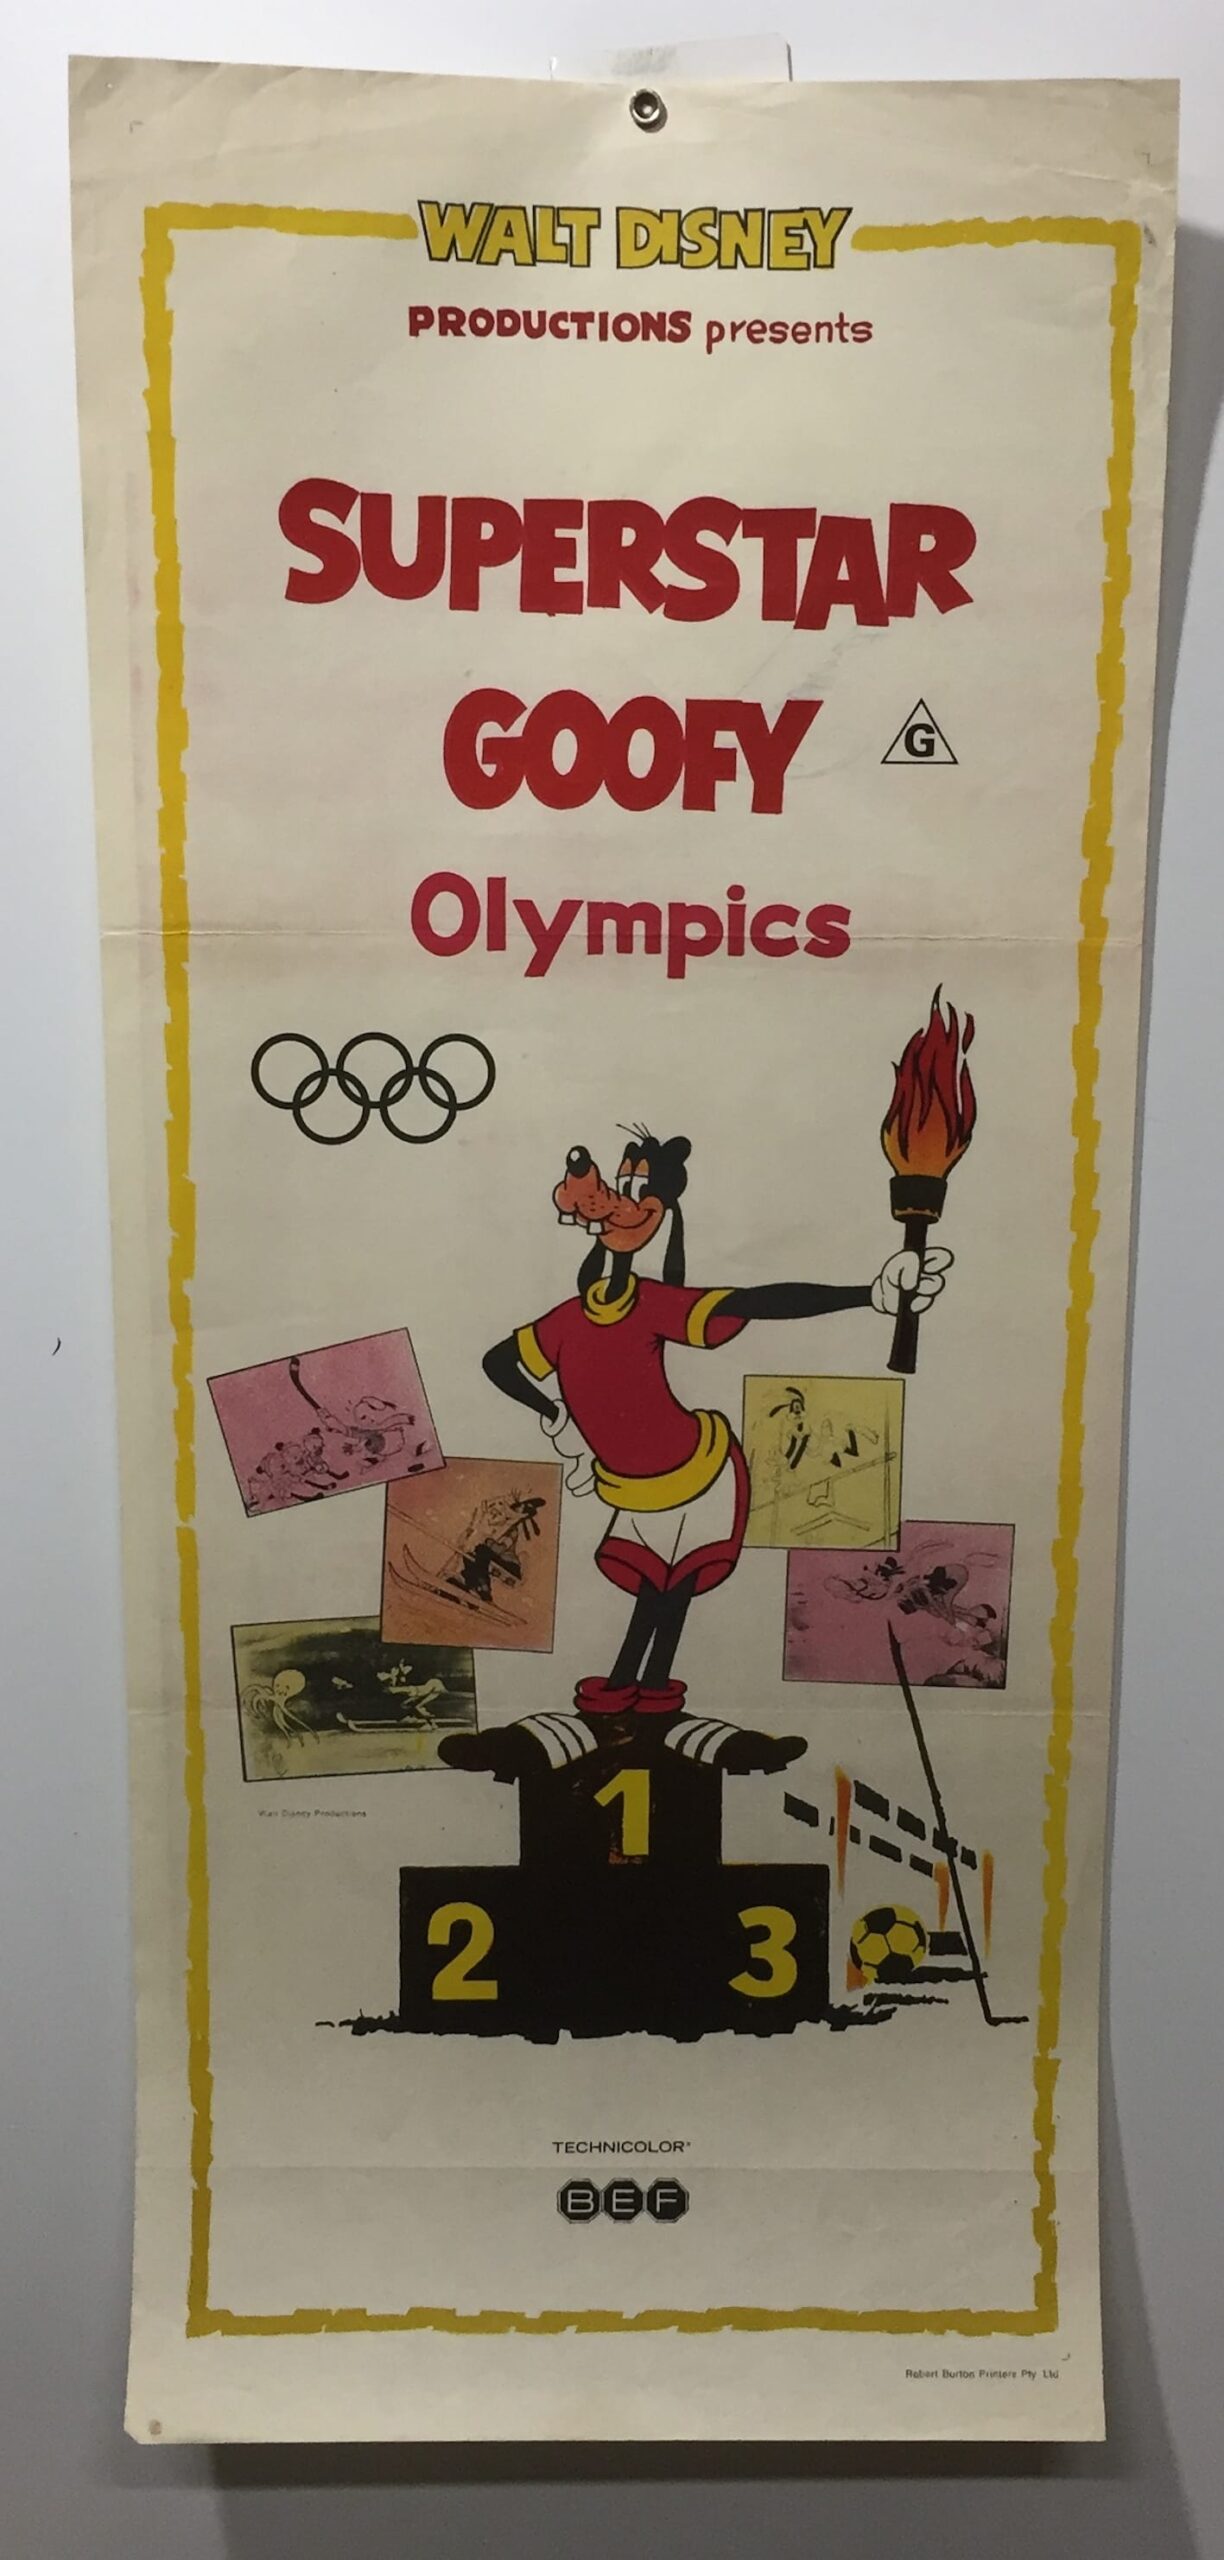 WALT DISNEY
PRODUCTIONS presents
SUPERSTAR
GOOFY
G
Olympics
Walt Disney Productions
1
2 3
TECHNICOLOR®
BEF
Robert Burton Printers Pty Ltd